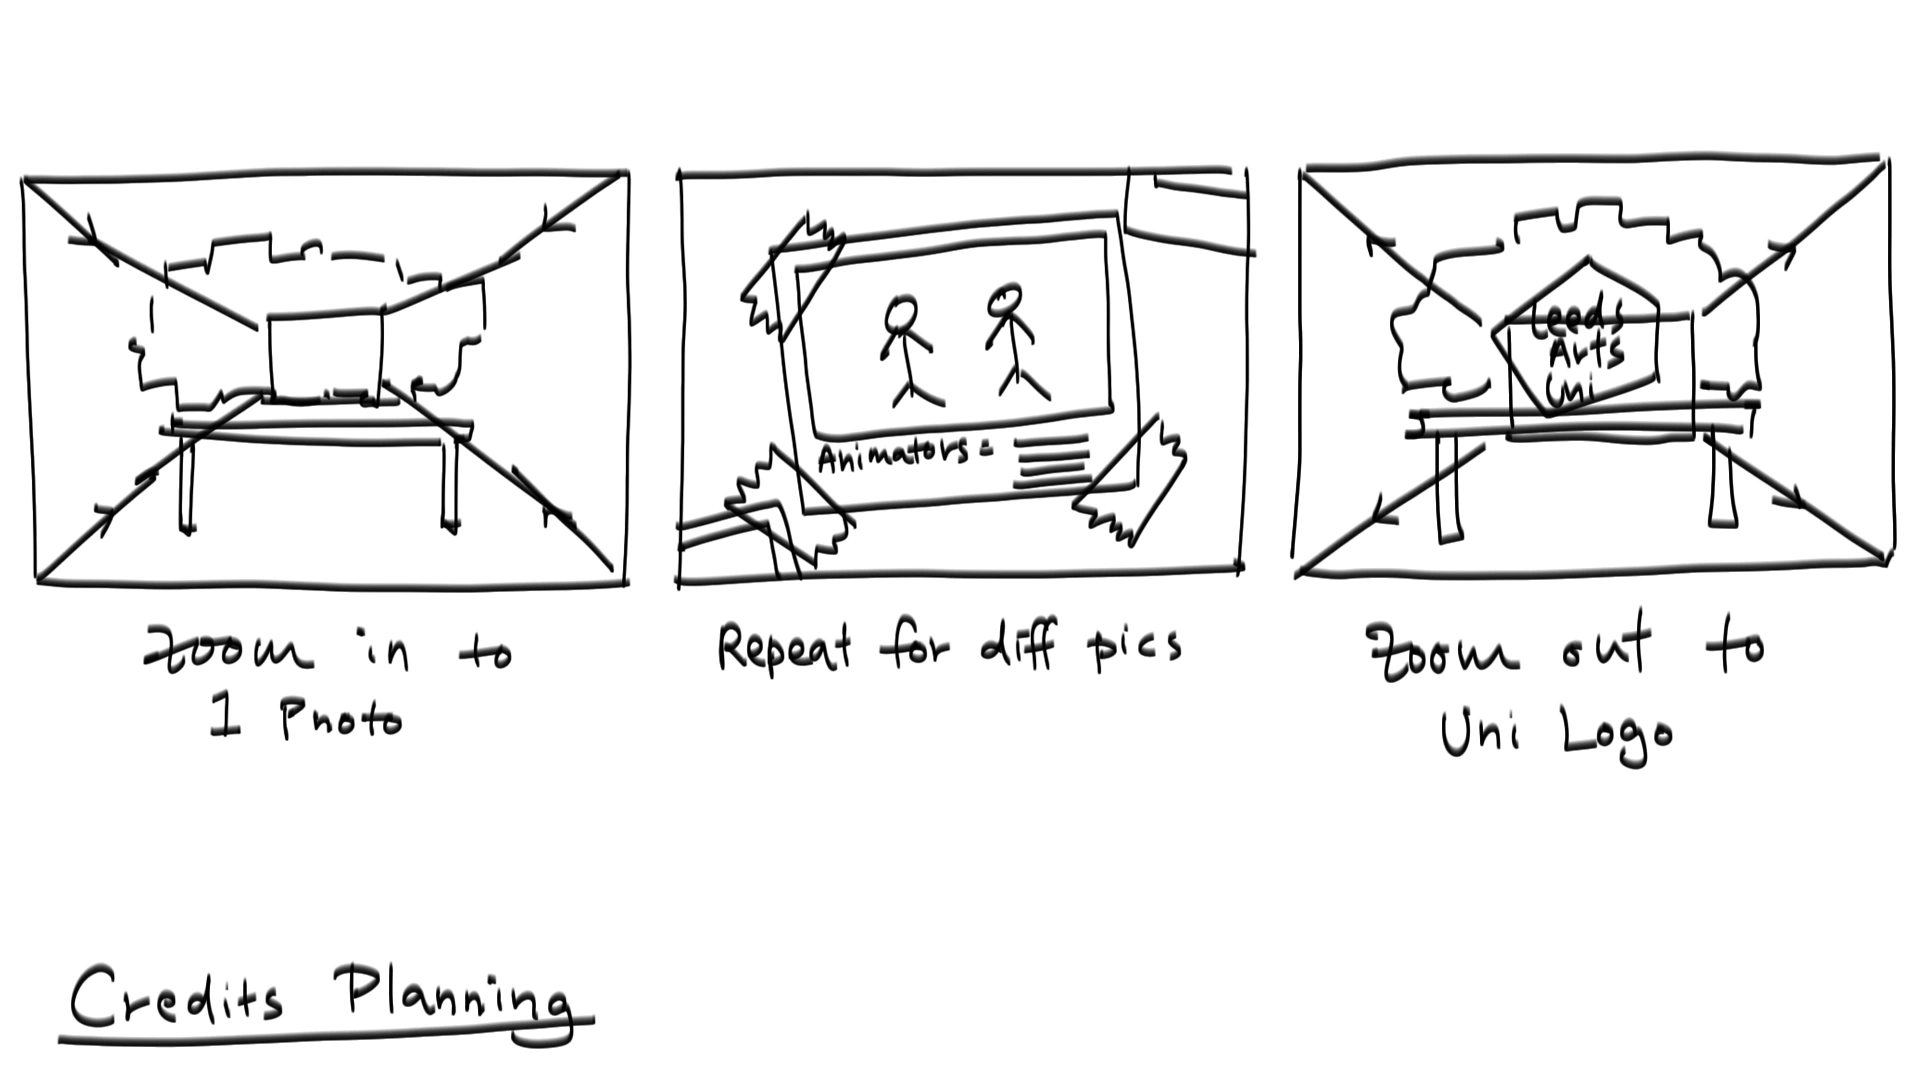 Leeds
Arts
Uni
Animators =
Zoom in to
1 Photo
Repeat for diff pics
Zoom out to
Uni Logo
Credits Planning